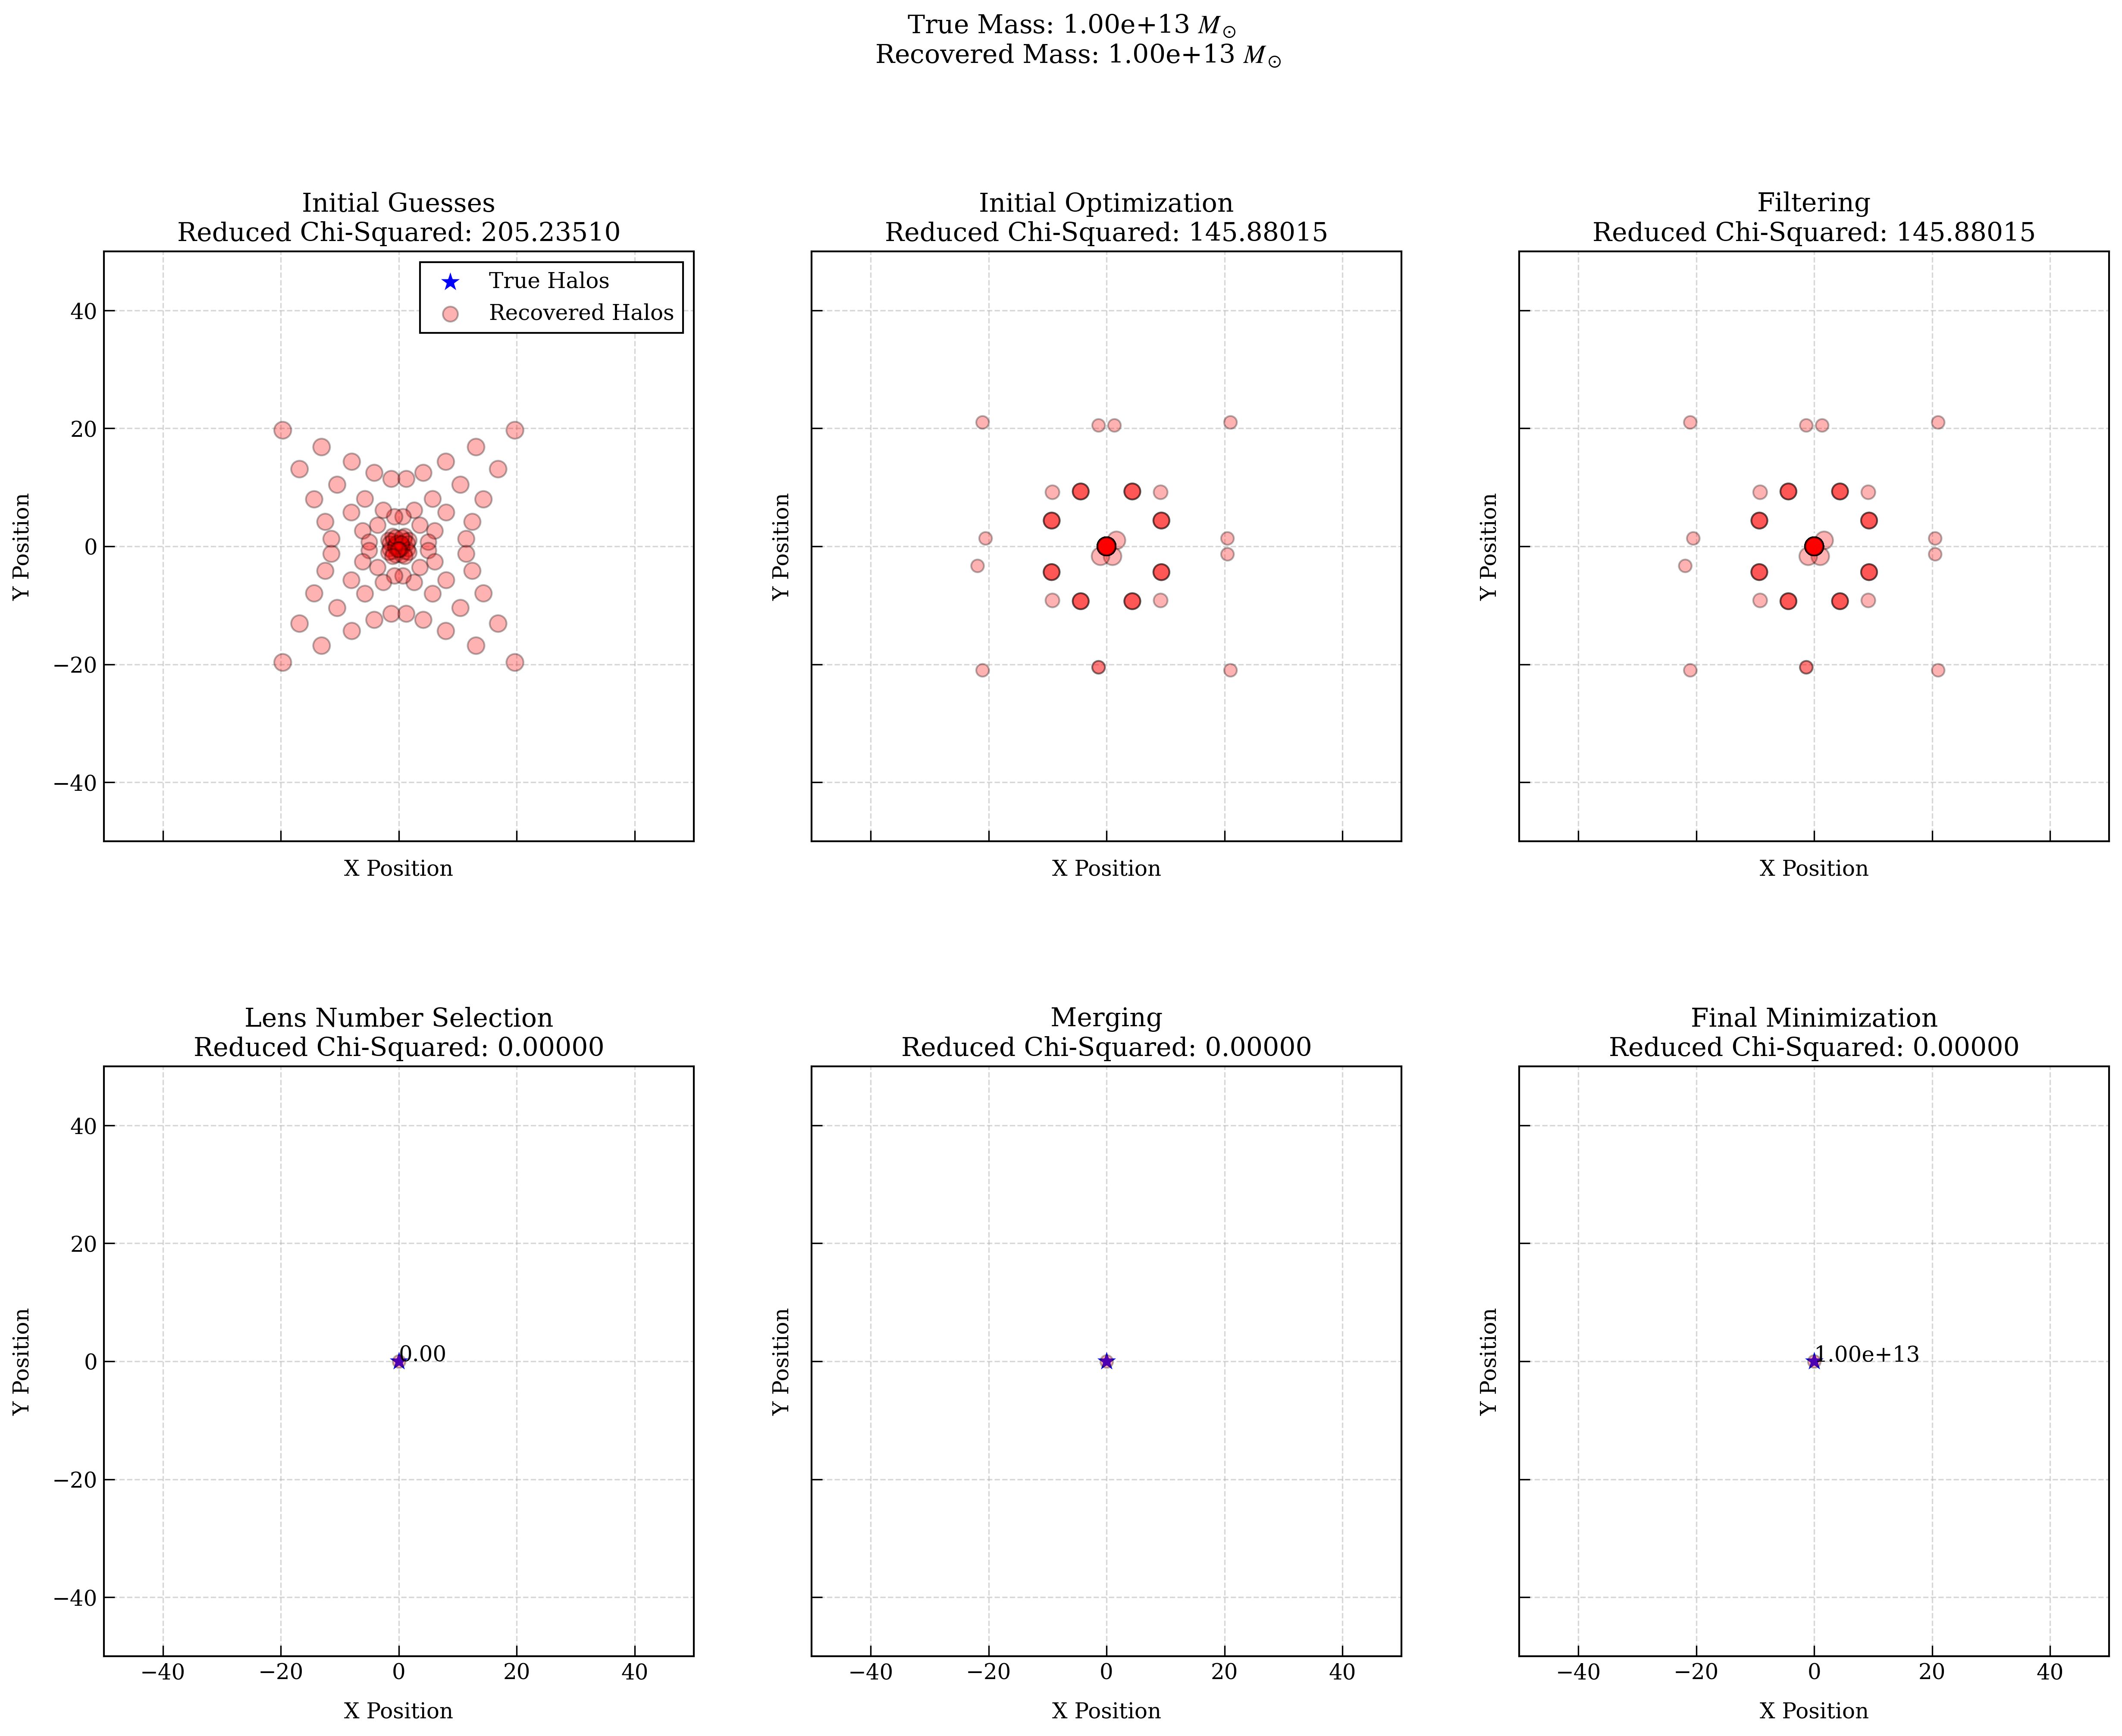 True Mass: 1.00e+13 M⊙
Recovered Mass: 1.00e+13 M⊙
Initial Guesses
Reduced Chi-Squared: 205.23510
True Halos
Recovered Halos
40
20
0
−20
−40
Y Position
X Position
Initial Optimization
Reduced Chi-Squared: 145.88015
Y Position
X Position
Filtering
Reduced Chi-Squared: 145.88015
Y Position
X Position
Lens Number Selection
Reduced Chi-Squared: 0.00000
40
20
0
−20
−40
Y Position
0.00
−40 −20 0 20 40
X Position
Merging
Reduced Chi-Squared: 0.00000
Y Position
−40 −20 0 20 40
X Position
Final Minimization
Reduced Chi-Squared: 0.00000
Y Position
1.00e+13
−40 −20 0 20 40
X Position